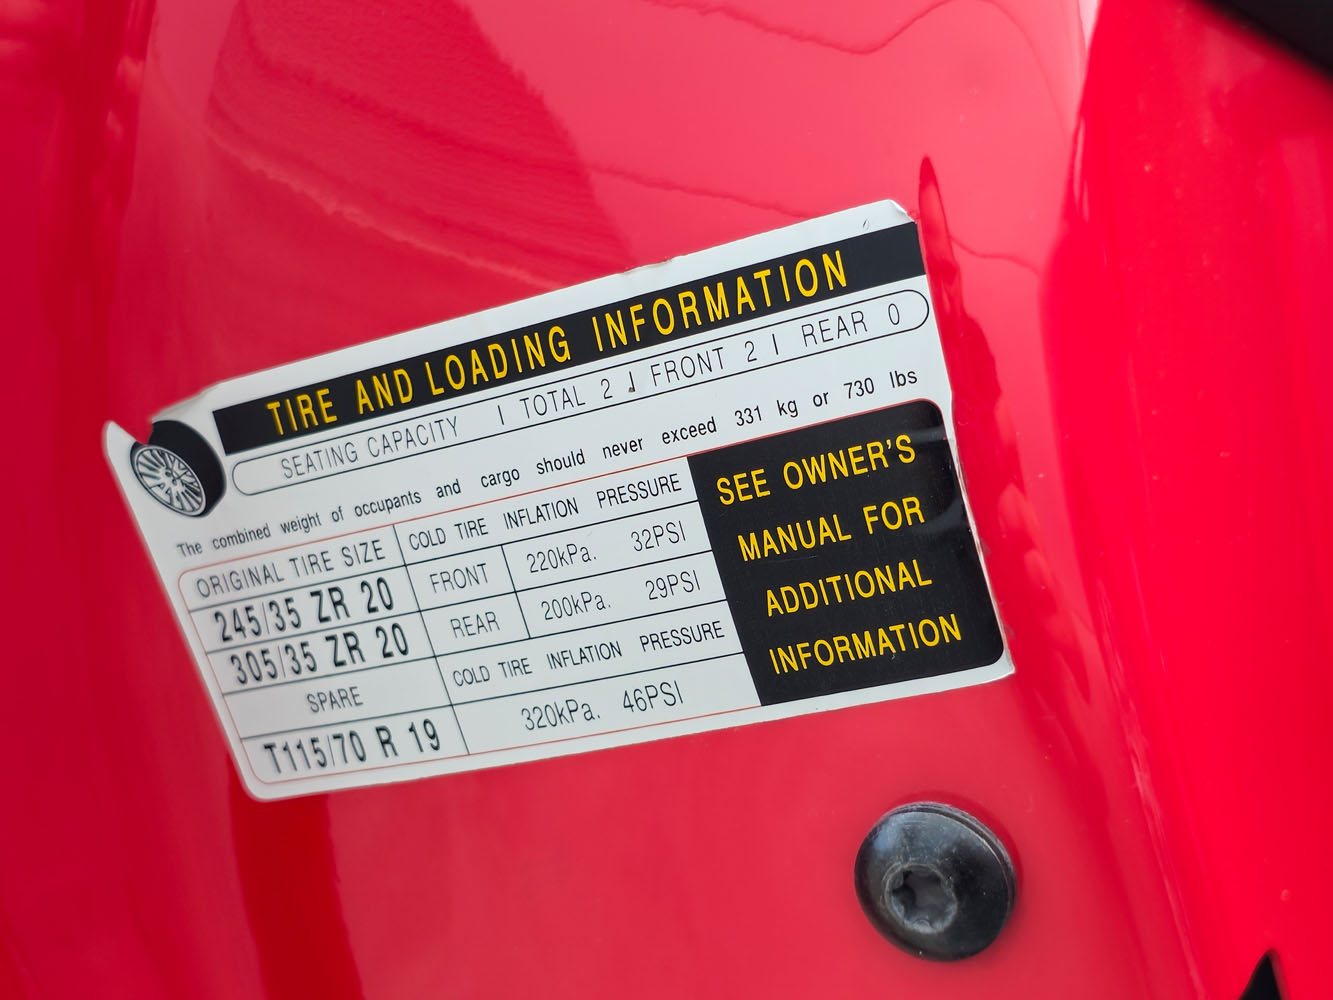 TIRE AND LOADING INFORMATION
SEATING CAPACITY | TOTAL 2 | FRONT 2 | REAR 0
The combined weight of occupants and cargo should never exceed 331 kg or 730 lbs
ORIGINAL TIRE SIZE COLD TIRE INFLATION PRESSURE
245/35 ZR 20 FRONT 220kPa. 32PSI
305/35 ZR 20 REAR 200kPa. 29PSI
SPARE COLD TIRE INFLATION PRESSURE
T115/70 R 19 320kPa. 46PSI
SEE OWNER'S
MANUAL FOR
ADDITIONAL
INFORMATION